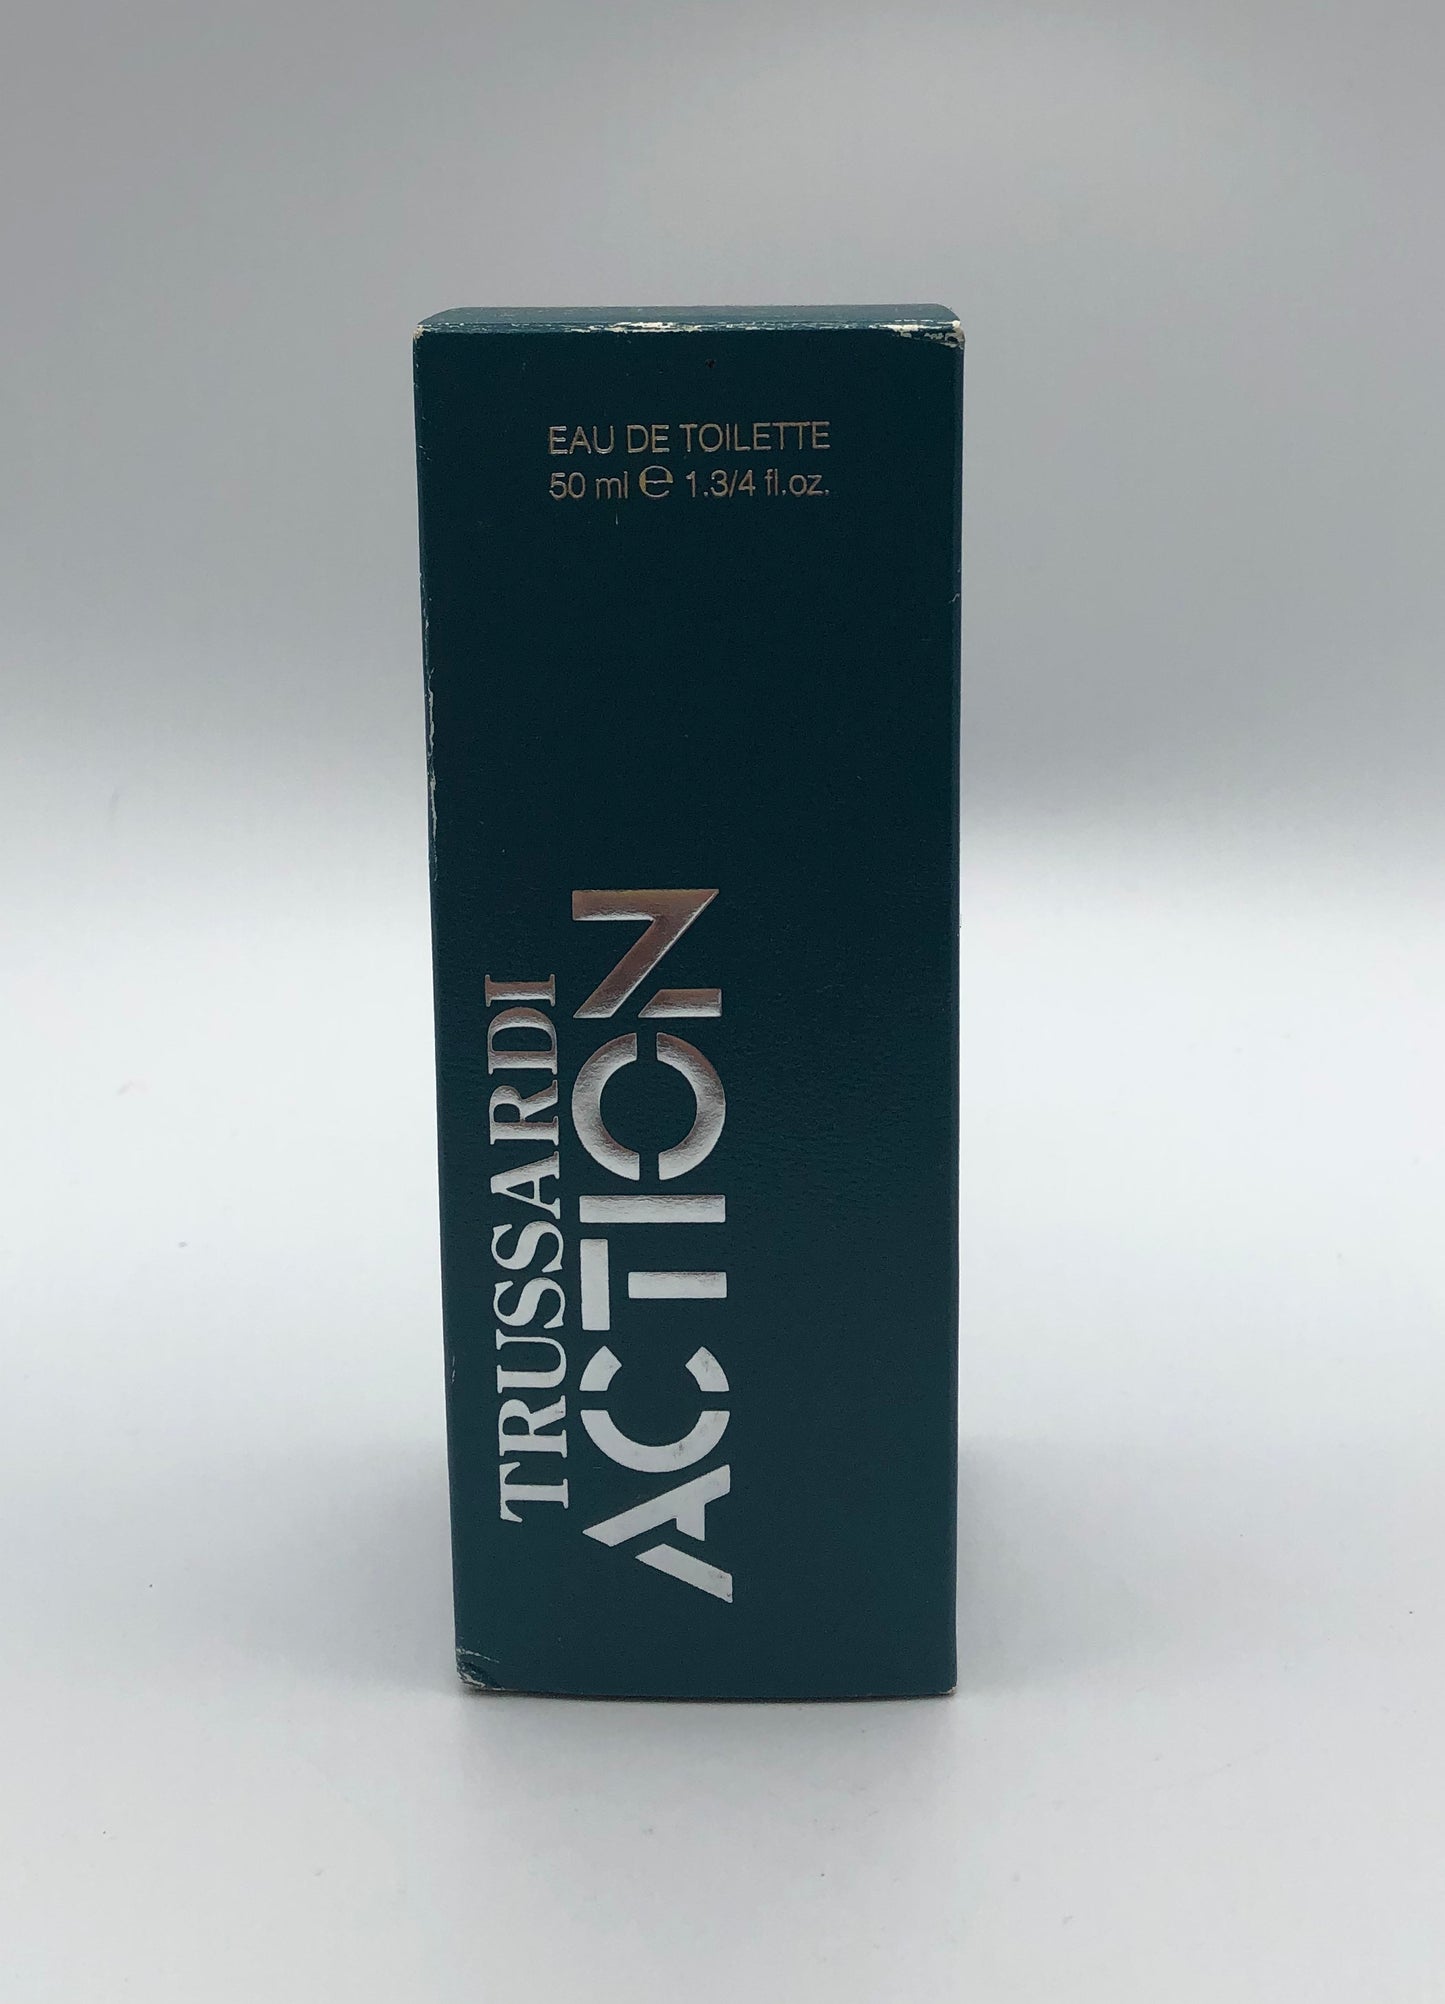 EAU DE TOILETTE
50 ml ℮ 1.3/4 fl.oz.
TRUSSARDI
ACTION